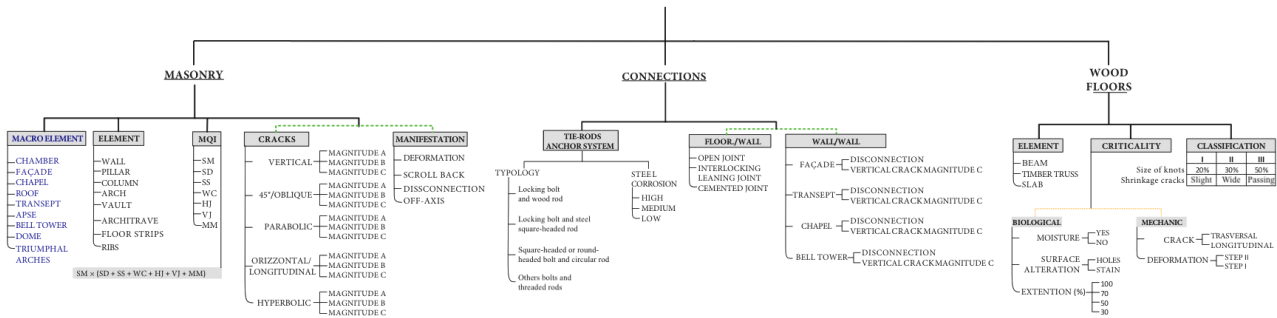 MASONRY
MACRO ELEMENT
CHAMBER
FAÇADE
CHAPEL
ROOF
TRANSEPT
APSE
BELL TOWER
DOME
TRIUMPHAL
ARCHES
ELEMENT
WALL
PILLAR
COLUMN
ARCH
VAULT
ARCHITRAVE
FLOOR STRIPS
RIBS
MQI
SM
SD
SS
WC
HJ
VJ
MM
SM × (SD + SS + WC + HJ + VJ + MM)
CRACKS
VERTICAL
MAGNITUDE A
MAGNITUDE B
MAGNITUDE C
45°/OBLIQUE
MAGNITUDE A
MAGNITUDE B
MAGNITUDE C
PARABOLIC
MAGNITUDE A
MAGNITUDE B
MAGNITUDE C
ORIZZONTAL/
LONGITUDINAL
MAGNITUDE A
MAGNITUDE B
MAGNITUDE C
HYPERBOLIC
MAGNITUDE A
MAGNITUDE B
MAGNITUDE C
MANIFESTATION
DEFORMATION
SCROLL BACK
DISSCONNECTION
OFF-AXIS
CONNECTIONS
TIE-RODS
ANCHOR SYSTEM
TYPOLOGY
Locking bolt
and wood rod
Locking bolt and steel
square-headed rod
Square-headed or round-
headed bolt and circular rod
Others bolts and
threaded rods
STEEL
CORROSION
HIGH
MEDIUM
LOW
FLOOR./WALL
OPEN JOINT
INTERLOCKING
LEANING JOINT
CEMENTED JOINT
WALL/WALL
FAÇADE
DISCONNECTION
VERTICAL CRACK MAGNITUDE C
TRANSEPT
DISCONNECTION
VERTICAL CRACK MAGNITUDE C
CHAPEL
DISCONNECTION
VERTICAL CRACK MAGNITUDE C
BELL TOWER
DISCONNECTION
VERTICAL CRACK MAGNITUDE C
WOOD
FLOORS
ELEMENT
BEAM
TIMBER TRUSS
SLAB
CRITICALITY
BIOLOGICAL
MOISTURE
YES
NO
SURFACE
ALTERATION
HOLES
STAIN
EXTENTION (%)
100
70
50
30
MECHANIC
CRACK
TRASVERSAL
LONGITUDINAL
DEFORMATION
STEP II
STEP I
CLASSIFICATION
I II III
Size of knots 20% 30% 50%
Shrinkage cracks Slight Wide Passing